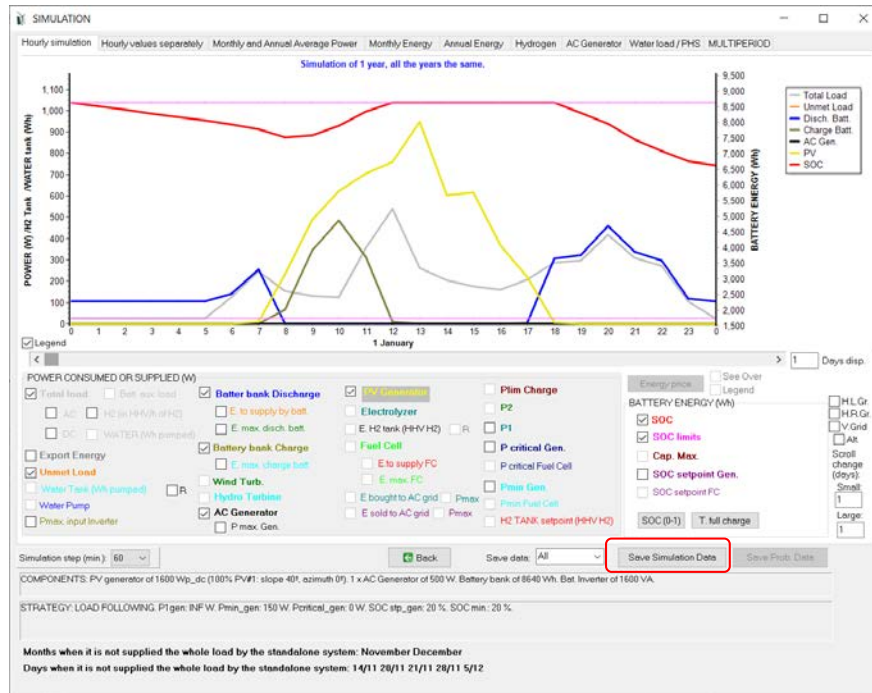 SIMULATION
Hourly simulation Hourly values separately Monthly and Annual Average Power Monthly Energy Annual Energy Hydrogen AC Generator Water load / PHS MULTIPERIOD
Simulation of 1 year, all the years the same.
POWER (W) /H2 Tank /WATER tank (Wh)
1,100
1,000
900
800
700
600
500
400
300
200
100
0
0 1 2 3 4 5 6 7 8 9 10 11 12 13 14 15 16 17 18 19 20 21 22 23 0
1 January
9,500
9,000
8,500
8,000
7,500
7,000
6,500
6,000
5,500
5,000
4,500
4,000
3,500
3,000
2,500
2,000
1,500
BATTERY ENERGY (Wh)
Total Load
Unmet Load
Disch. Batt.
Charge Batt.
AC Gen.
PV
SOC
Legend
1 Days disp.
POWER CONSUMED OR SUPPLIED (W)
Total load Batt. aux. load
AC H2 (in HHV/h of H2)
DC WATER (Wh pumped)
Export Energy
Unmet Load
Water Tank (Wh pumped) R
Water Pump
Pmax. input Inverter
Batter bank Discharge
E. to supply by batt.
E. max. disch. batt.
Battery bank Charge
E. max. charge batt.
Wind Turb.
Hydro Turbine
AC Generator
P max. Gen.
PV Generator
Electrolyzer
E. H2 tank (HHV H2) R
Fuel Cell
E.to supply FC
E. max. FC
E bought to AC grid Pmax
E sold to AC grid Pmax
Plim Charge
P2
P1
P critical Gen.
P critical Fuel Cell
Pmin Gen.
Pmin Fuel Cell
H2 TANK setpoint (HHV H2)
Energy price See Over
Legend
BATTERY ENERGY (Wh)
SOC
SOC limits
Cap. Max.
SOC setpoint Gen.
SOC setpoint FC
SOC (0-1) T. full charge
H.L.Gr.
H.R.Gr.
V.Grid
Alt
Scroll
change
(days):
Small:
1
Large:
1
Simulation step (min.): 60 Back Save data: All Save Simulation Data Save Prob. Data
COMPONENTS: PV generator of 1600 Wp_dc (100% PV#1: slope 40º, azimuth 0º). 1 x AC Generator of 500 W. Battery bank of 8640 Wh. Bat. Inverter of 1600 VA.
STRATEGY: LOAD FOLLOWING. P1gen: INF W. Pmin_gen: 150 W. Pcritical_gen: 0 W. SOC stp_gen: 20 %. SOC min.: 20 %.
Months when it is not supplied the whole load by the standalone system: November December
Days when it is not supplied the whole load by the standalone system: 14/11 20/11 21/11 28/11 5/12